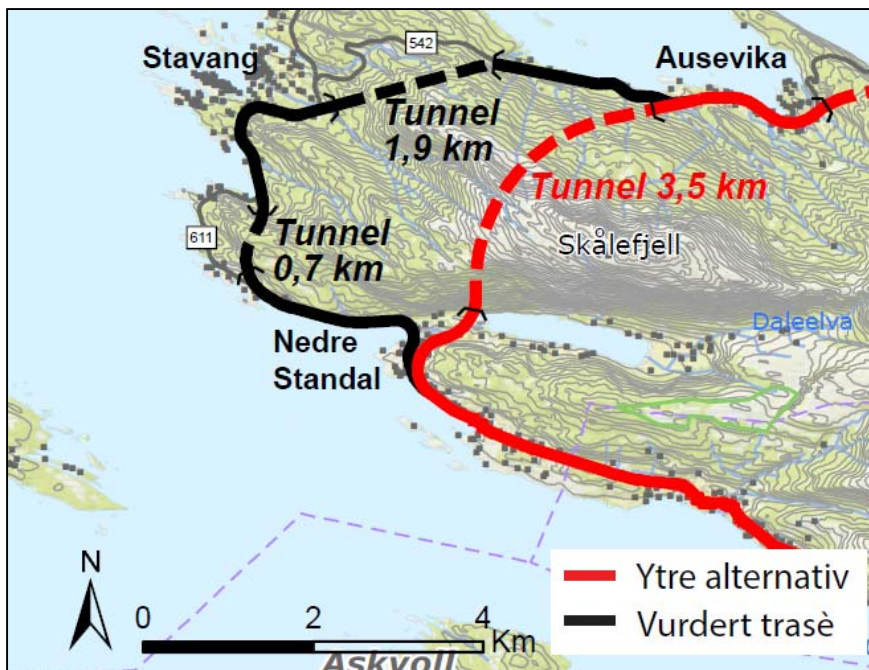 542
Stavang
Ausevika
Tunnel
1,9 km
Tunnel 3,5 km
611
Tunnel
0,7 km
Skålefjell
Daleelva
Nedre
Standal
N
0 2 4
Km
Askvoll
Ytre alternativ
Vurdert trasè